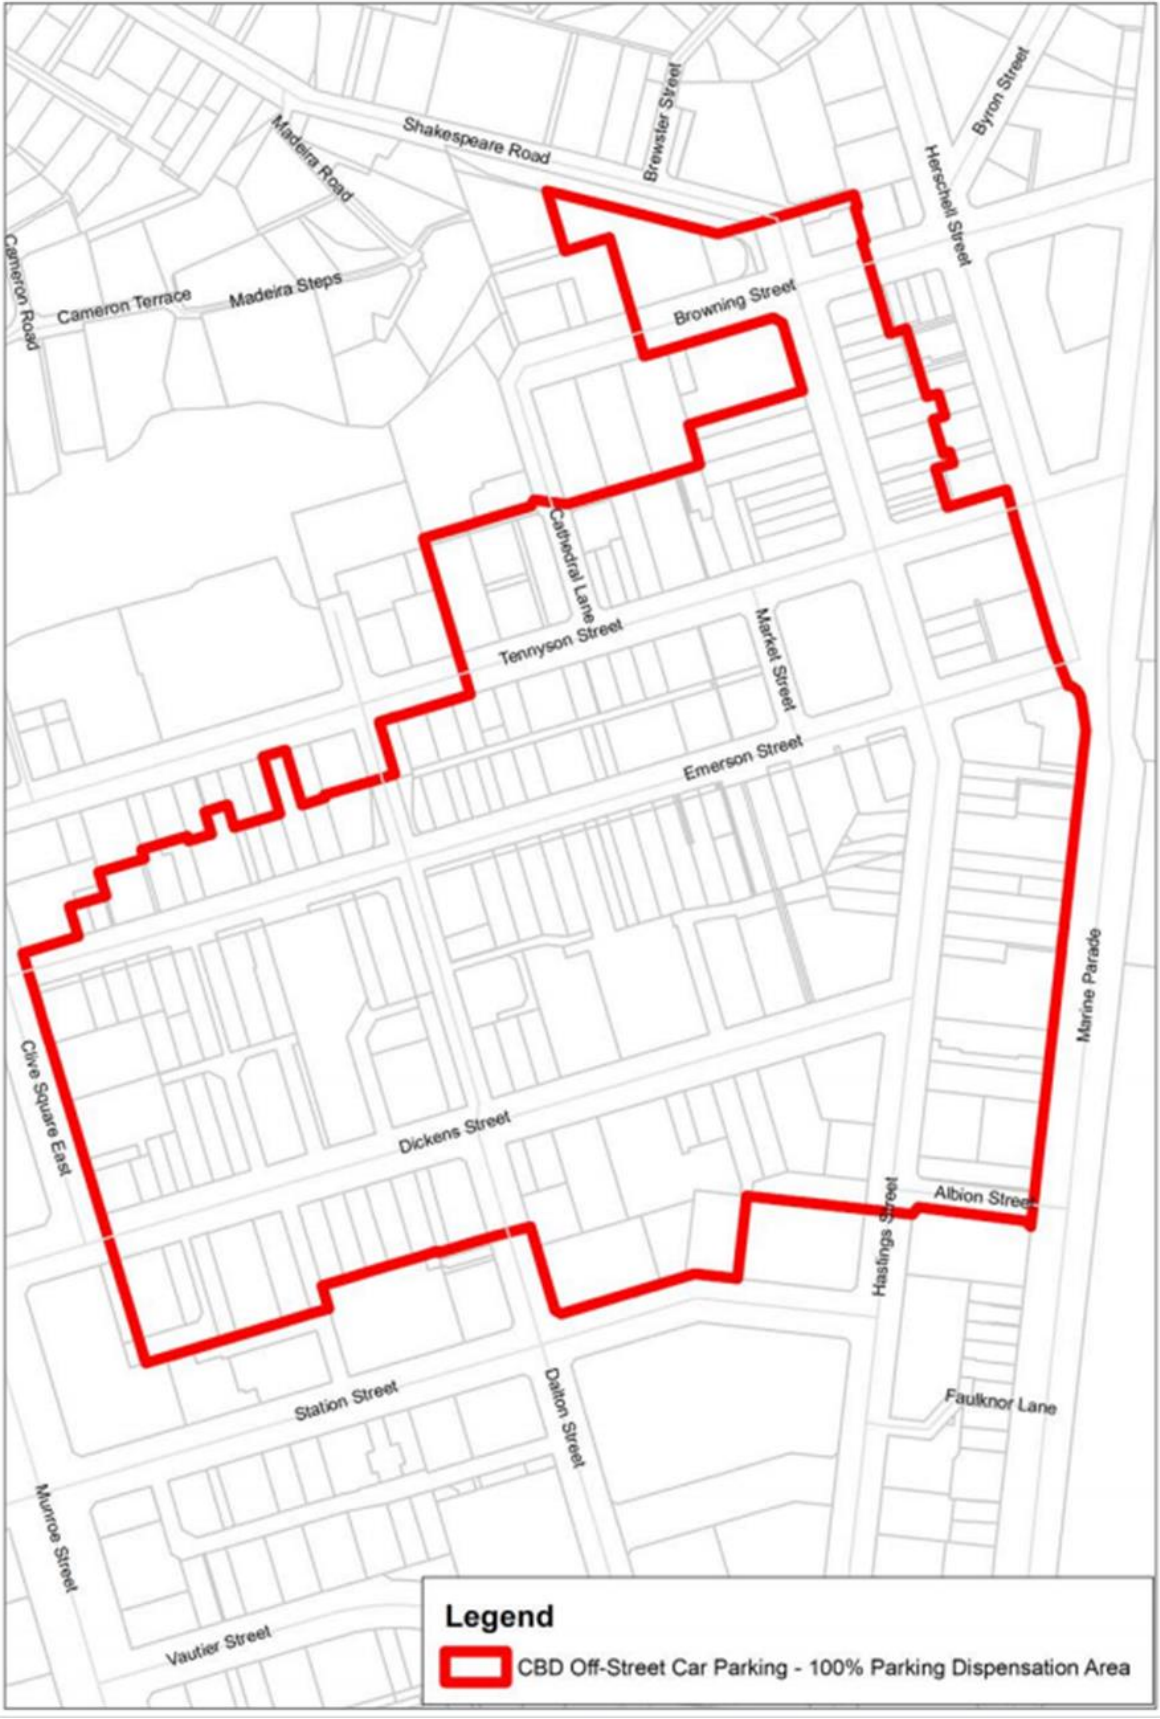 Byron Street
Brewster Street
Shakespeare Road
Madeira Road
Herschell Street
Cameron Road
Madeira Steps
Cameron Terrace
Browning Street
Cathedral Lane
Tennyson Street
Market Street
Emerson Street
Marine Parade
Clive Square East
Dickens Street
Albion Street
Hastings Street
Station Street
Dalton Street
Faulknor Lane
Munroe Street
Vautier Street
Legend
CBD Off-Street Car Parking - 100% Parking Dispensation Area